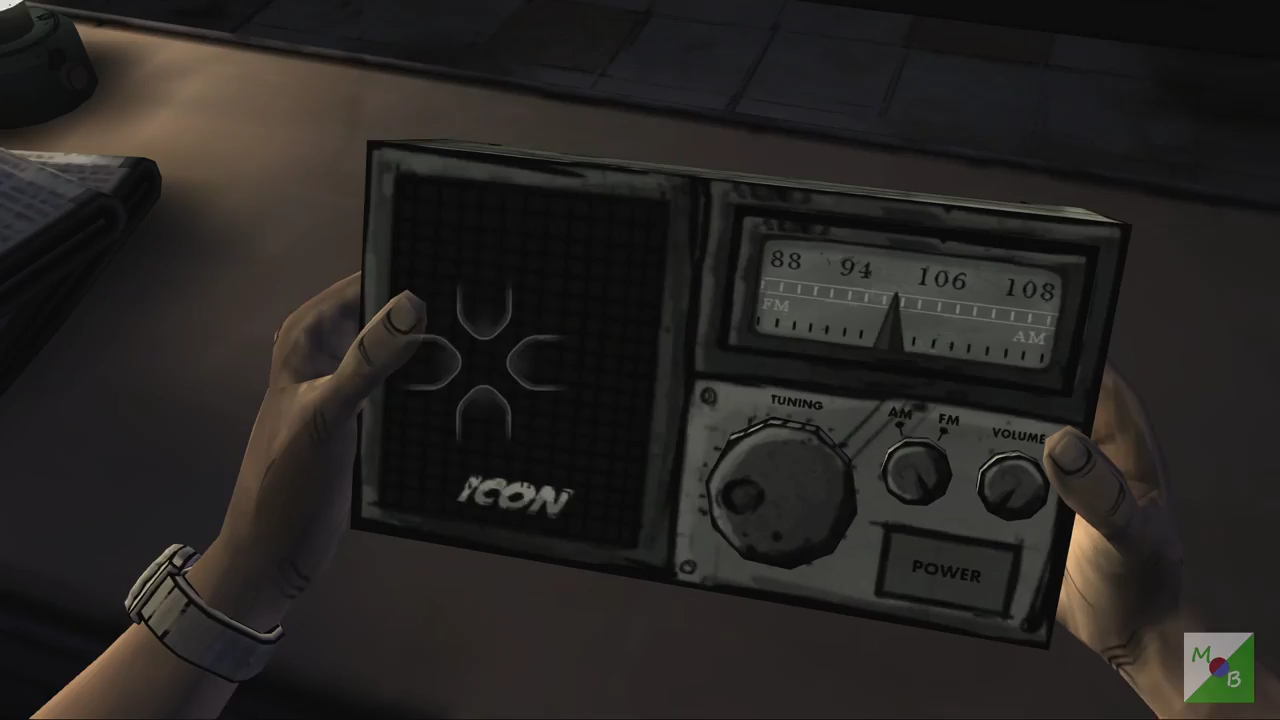 88 94 106 108
FM
AM
TUNING
AM FM
VOLUME
ICON
POWER
M
B